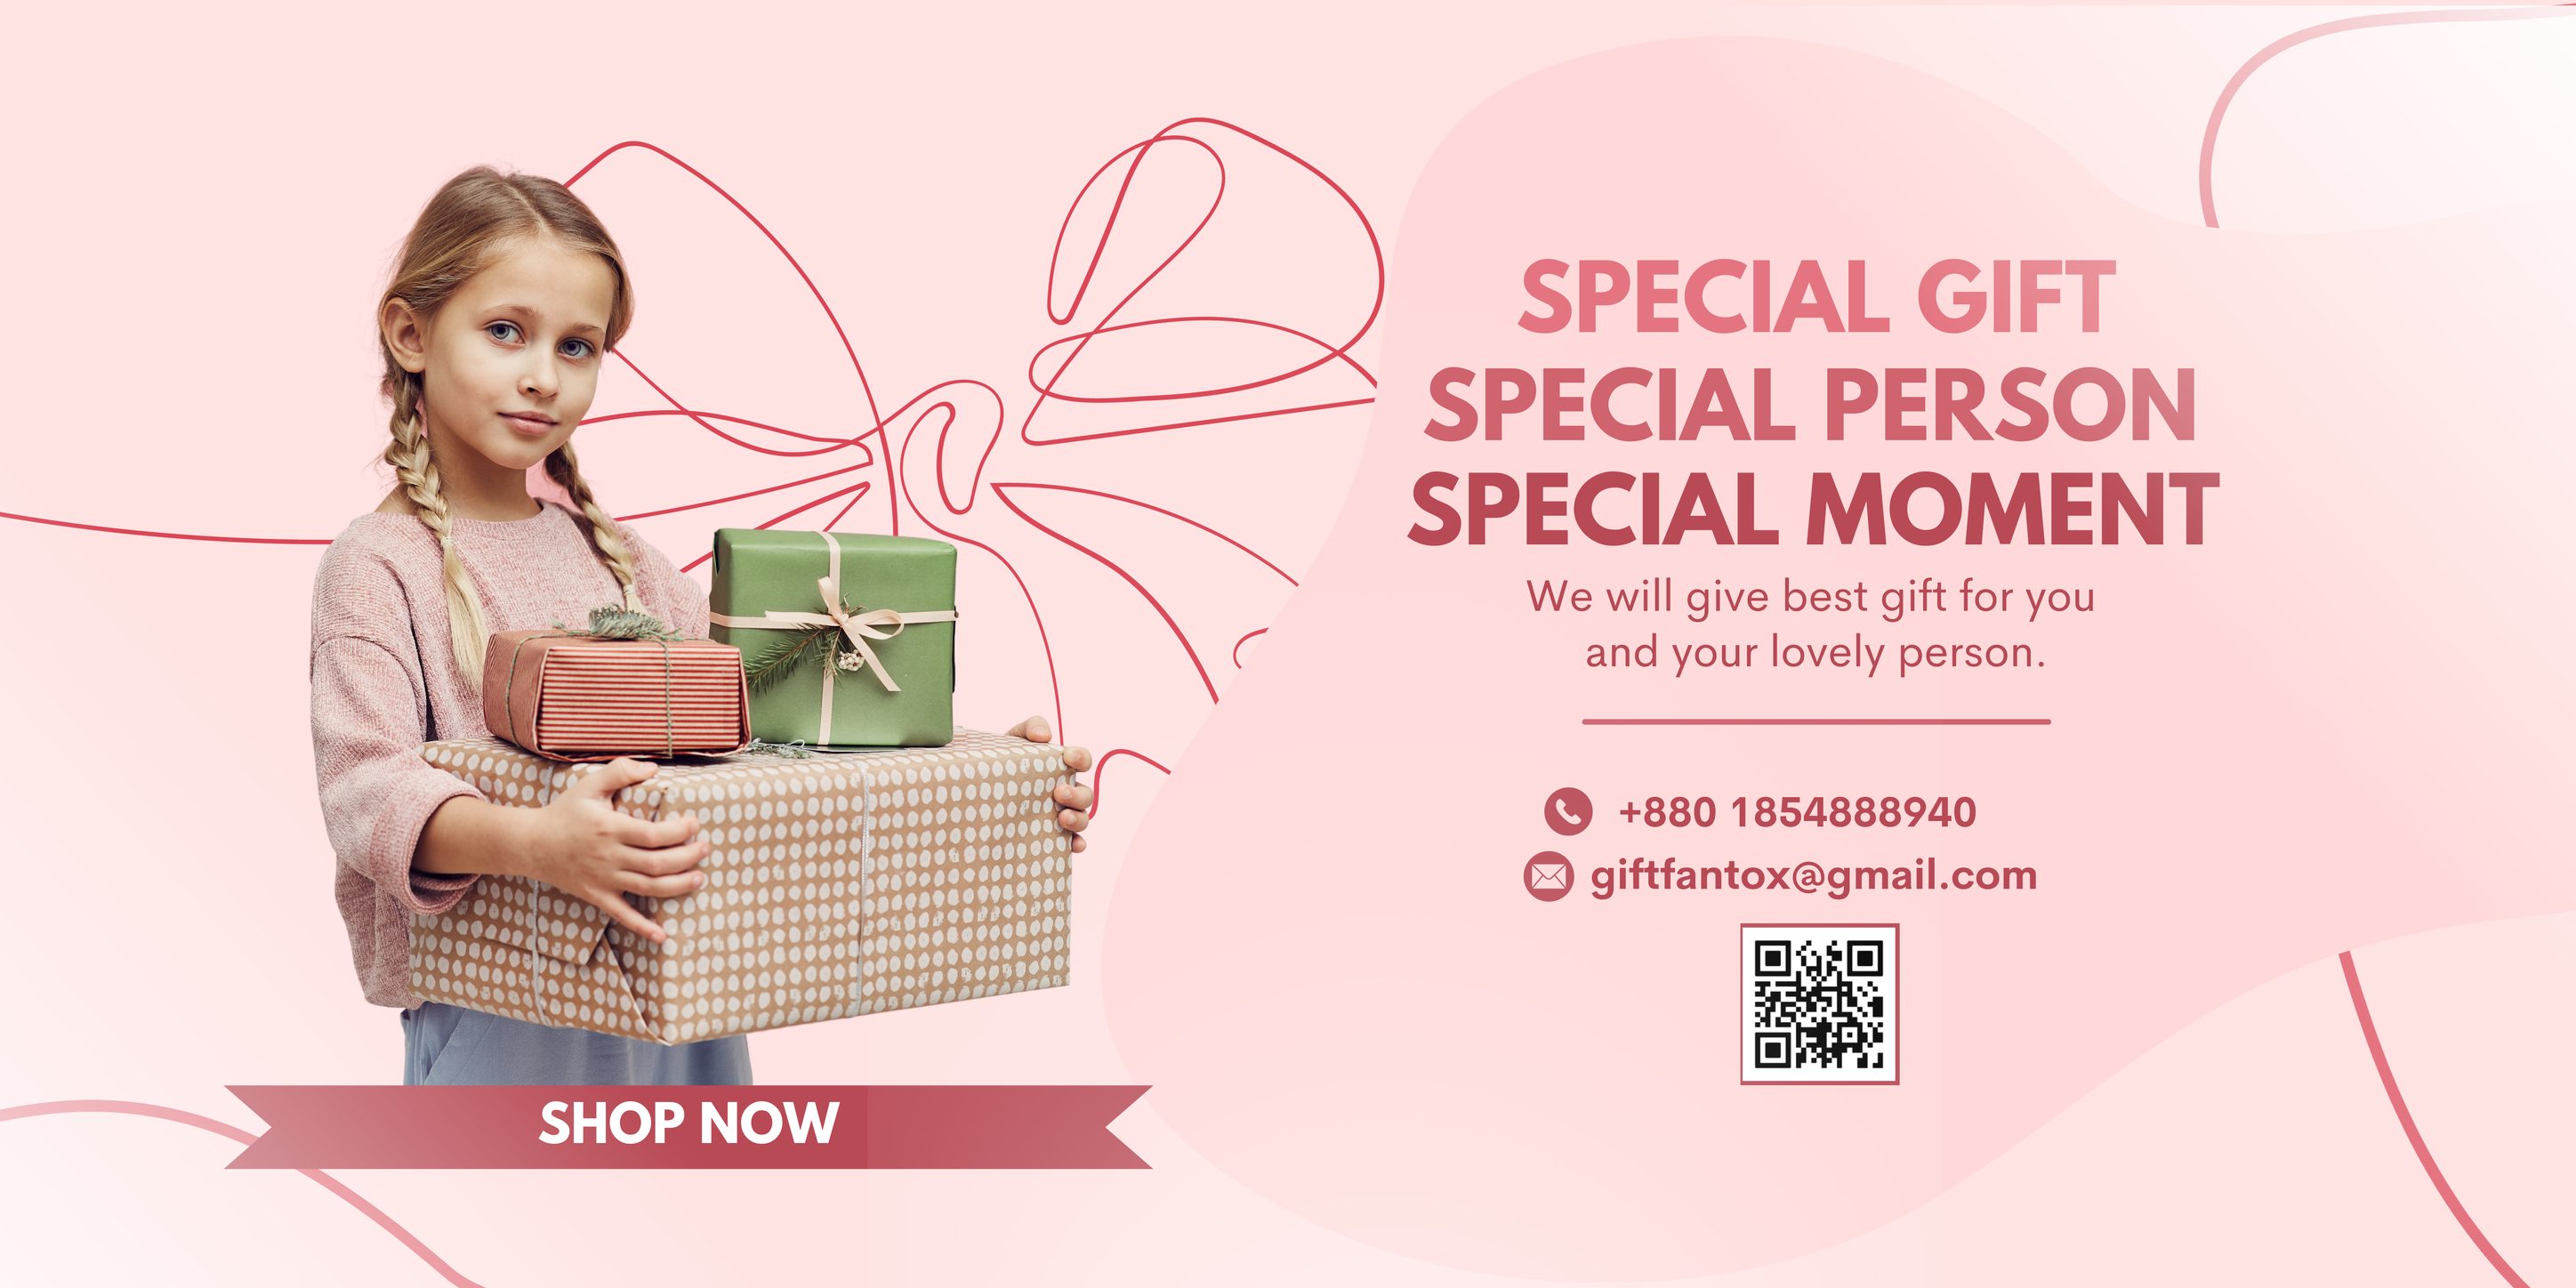 SPECIAL GIFT
SPECIAL PERSON
SPECIAL MOMENT
We will give best gift for you
and your lovely person.
+880 1854888940
giftfantox@gmail.com
SHOP NOW